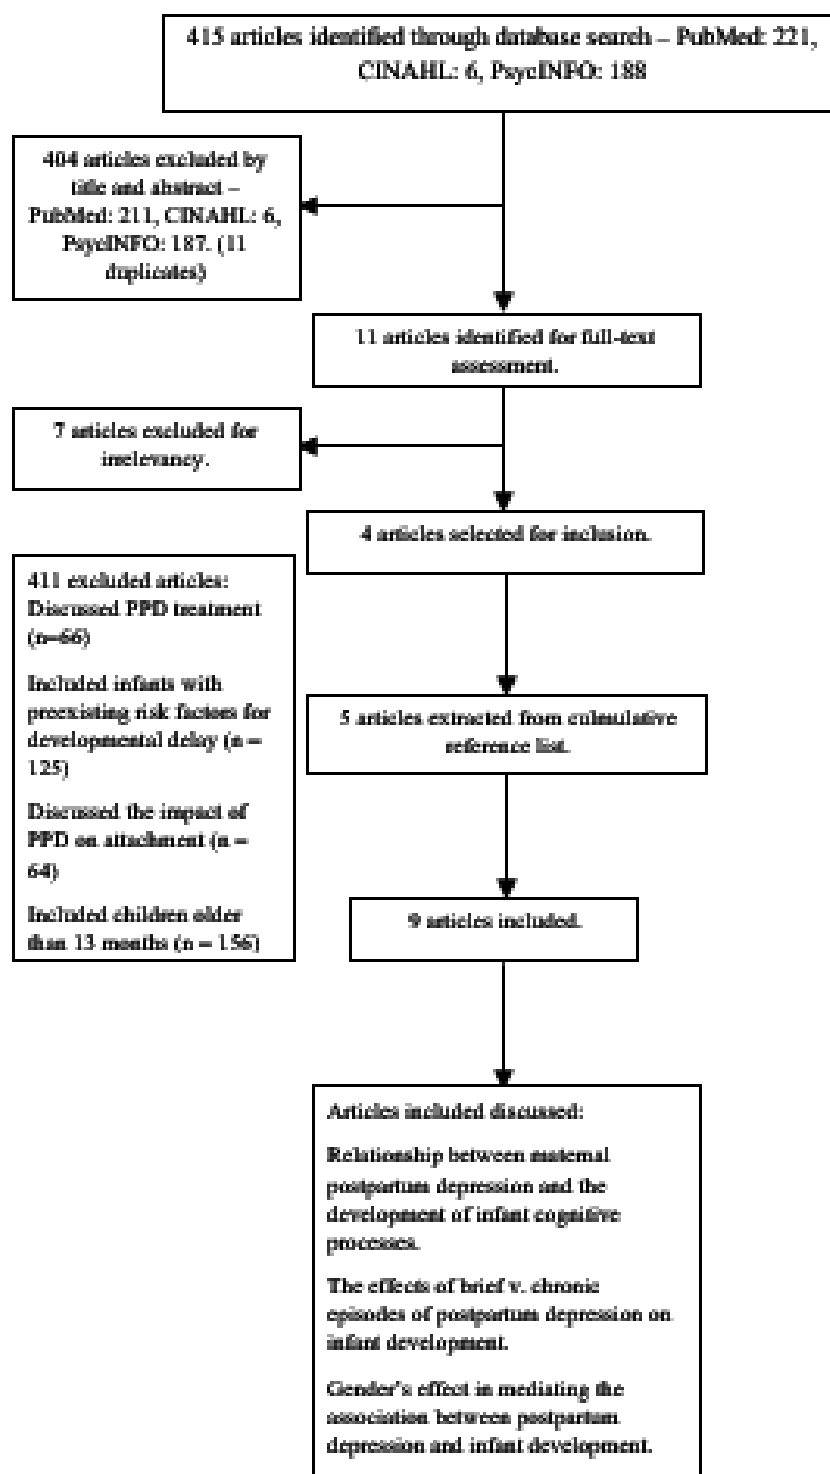 415 articles identified through database search – PubMed: 221,
CINAHL: 6, PsycINFO: 188
404 articles excluded by
title and abstract –
PubMed: 211, CINAHL: 6,
PsycINFO: 187. (11
duplicates)
11 articles identified for full-text
assessment.
7 articles excluded for
irrelevancy.
4 articles selected for inclusion.
411 excluded articles:
Discussed PPD treatment
(n=66)
Included infants with
preexisting risk factors for
developmental delay (n =
125)
Discussed the impact of
PPD on attachment (n =
64)
Included children older
than 13 months (n = 156)
5 articles extracted from culmulative
reference list.
9 articles included.
Articles included discussed:
Relationship between maternal
postpartum depression and the
development of infant cognitive
processes.
The effects of brief v. chronic
episodes of postpartum depression on
infant development.
Gender's effect in mediating the
association between postpartum
depression and infant development.